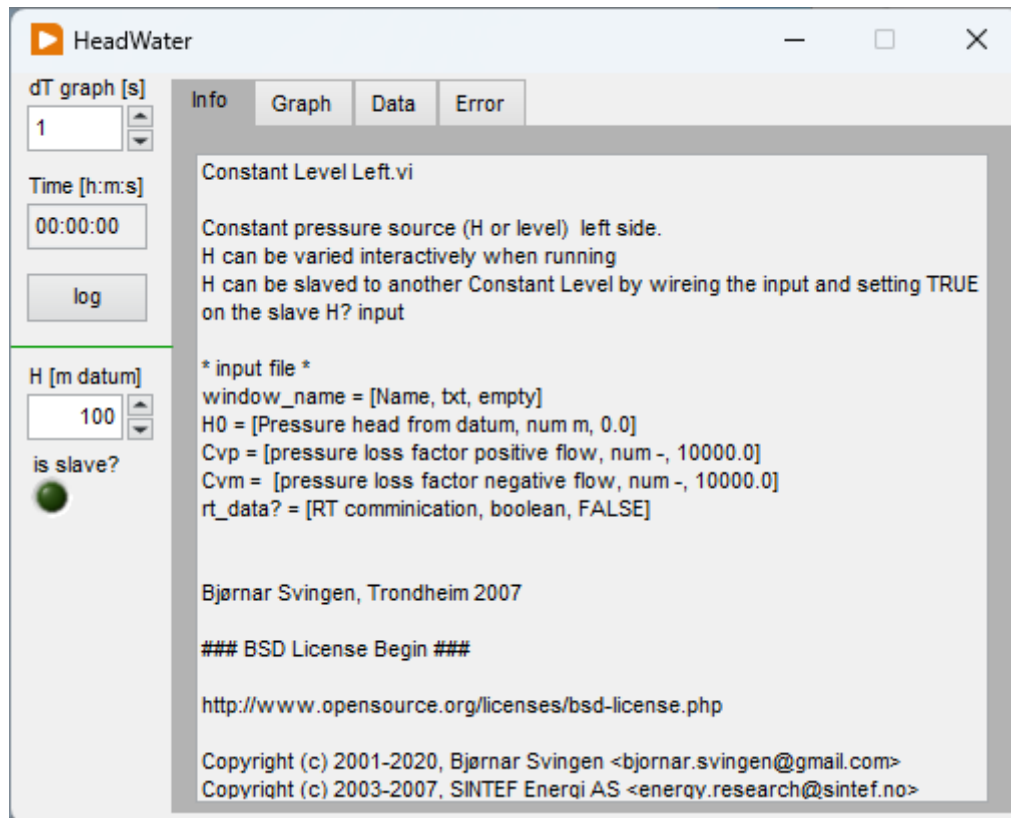 HeadWater
dT graph [s]
1
Time [h:m:s]
00:00:00
log
H [m datum]
100
is slave?
Info
Graph
Data
Error
Constant Level Left.vi
Constant pressure source (H or level)  left side.
H can be varied interactively when running
H can be slaved to another Constant Level by wireing the input and setting TRUE
on the slave H? input
* input file *
window_name = [Name, txt, empty]
H0 = [Pressure head from datum, num m, 0.0]
Cvp = [pressure loss factor positive flow, num -, 10000.0]
Cvm =  [pressure loss factor negative flow, num -, 10000.0]
rt_data? = [RT comminication, boolean, FALSE]
Bjørnar Svingen, Trondheim 2007
### BSD License Begin ###
http://www.opensource.org/licenses/bsd-license.php
Copyright (c) 2001-2020, Bjørnar Svingen <bjornar.svingen@gmail.com>
Copyright (c) 2003-2007, SINTEF Energi AS <energy.research@sintef.no>